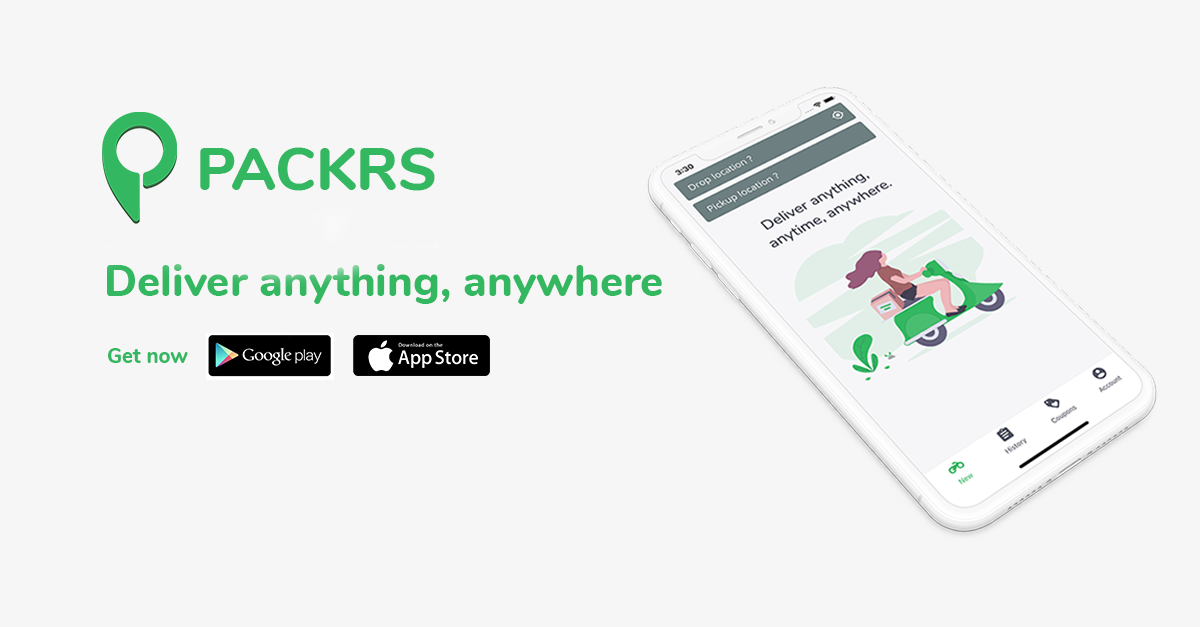 PACKRS
Deliver anything, anywhere
Get now
Google play
Download on the
App Store
3:30
Drop location ?
Pickup location ?
Deliver anything,
anytime, anywhere.
New
History
Coupons
Account